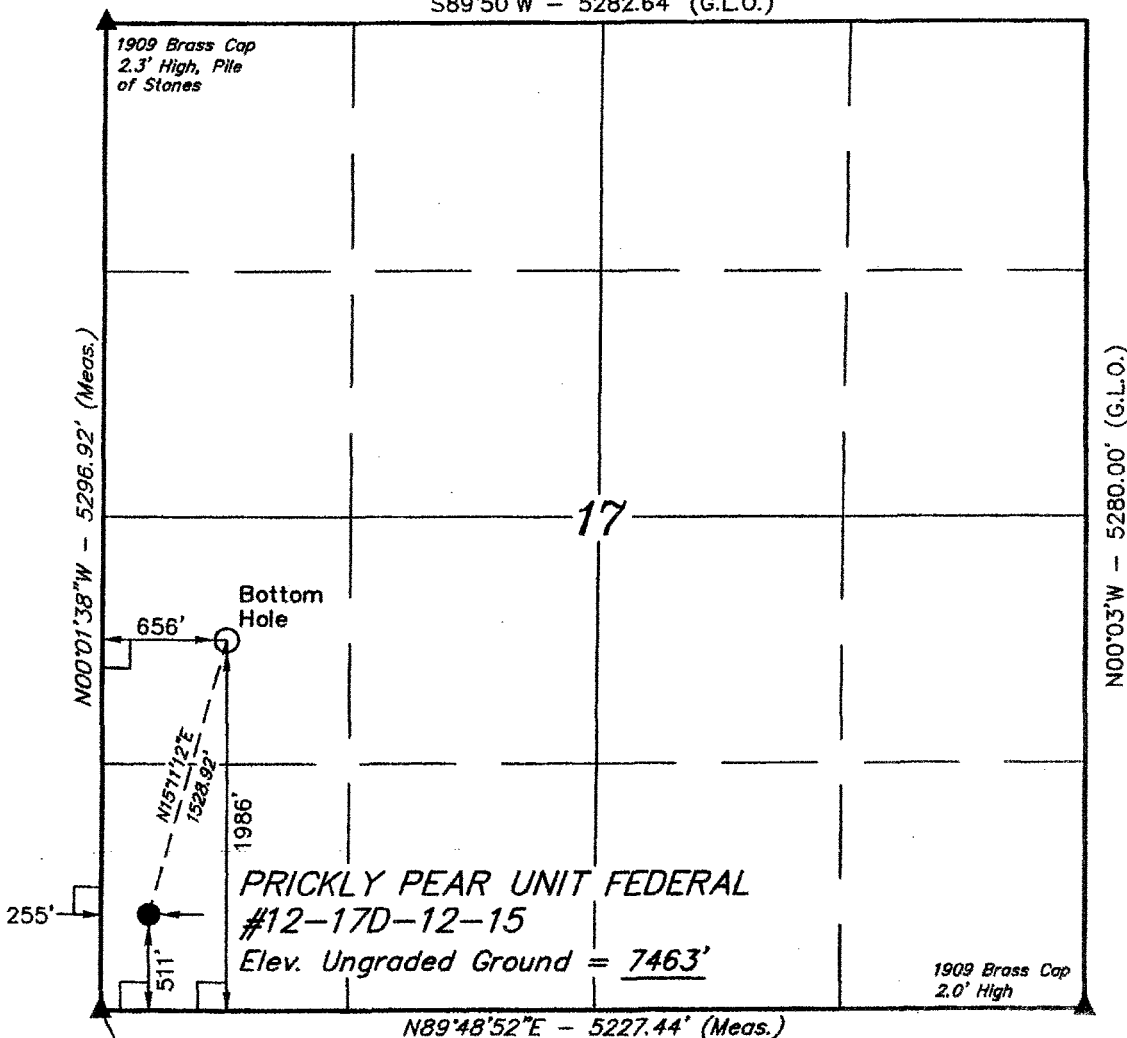 S89°50'W - 5282.64' (G.L.O.)
1909 Brass Cap
2.3' High, Pile
of Stones
N00°01'38"W - 5296.92' (Meas.)
N00°03'W - 5280.00' (G.L.O.)
17
Bottom
Hole
656'
N15°11'12"E
1528.92'
1986'
PRICKLY PEAR UNIT FEDERAL
#12-17D-12-15
Elev. Ungraded Ground = 7463'
255'
511'
1909 Brass Cap
2.0' High
N89°48'52"E - 5227.44' (Meas.)